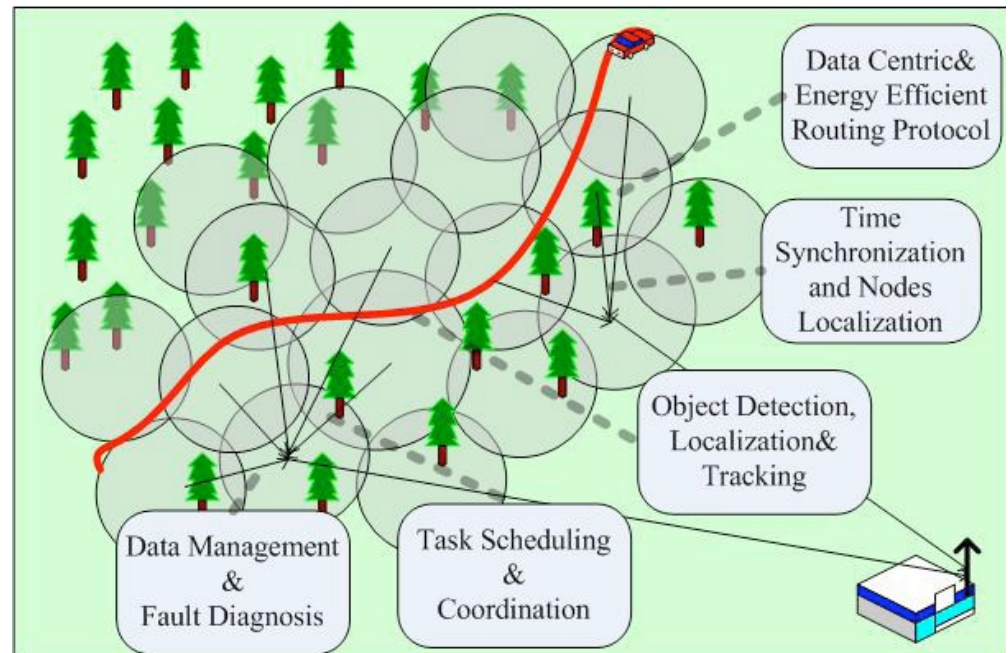 Data Centric&
Energy Efficient
Routing Protocol
Time
Synchronization
and Nodes
Localization
Object Detection,
Localization&
Tracking
Data Management
&
Fault Diagnosis
Task Scheduling
&
Coordination